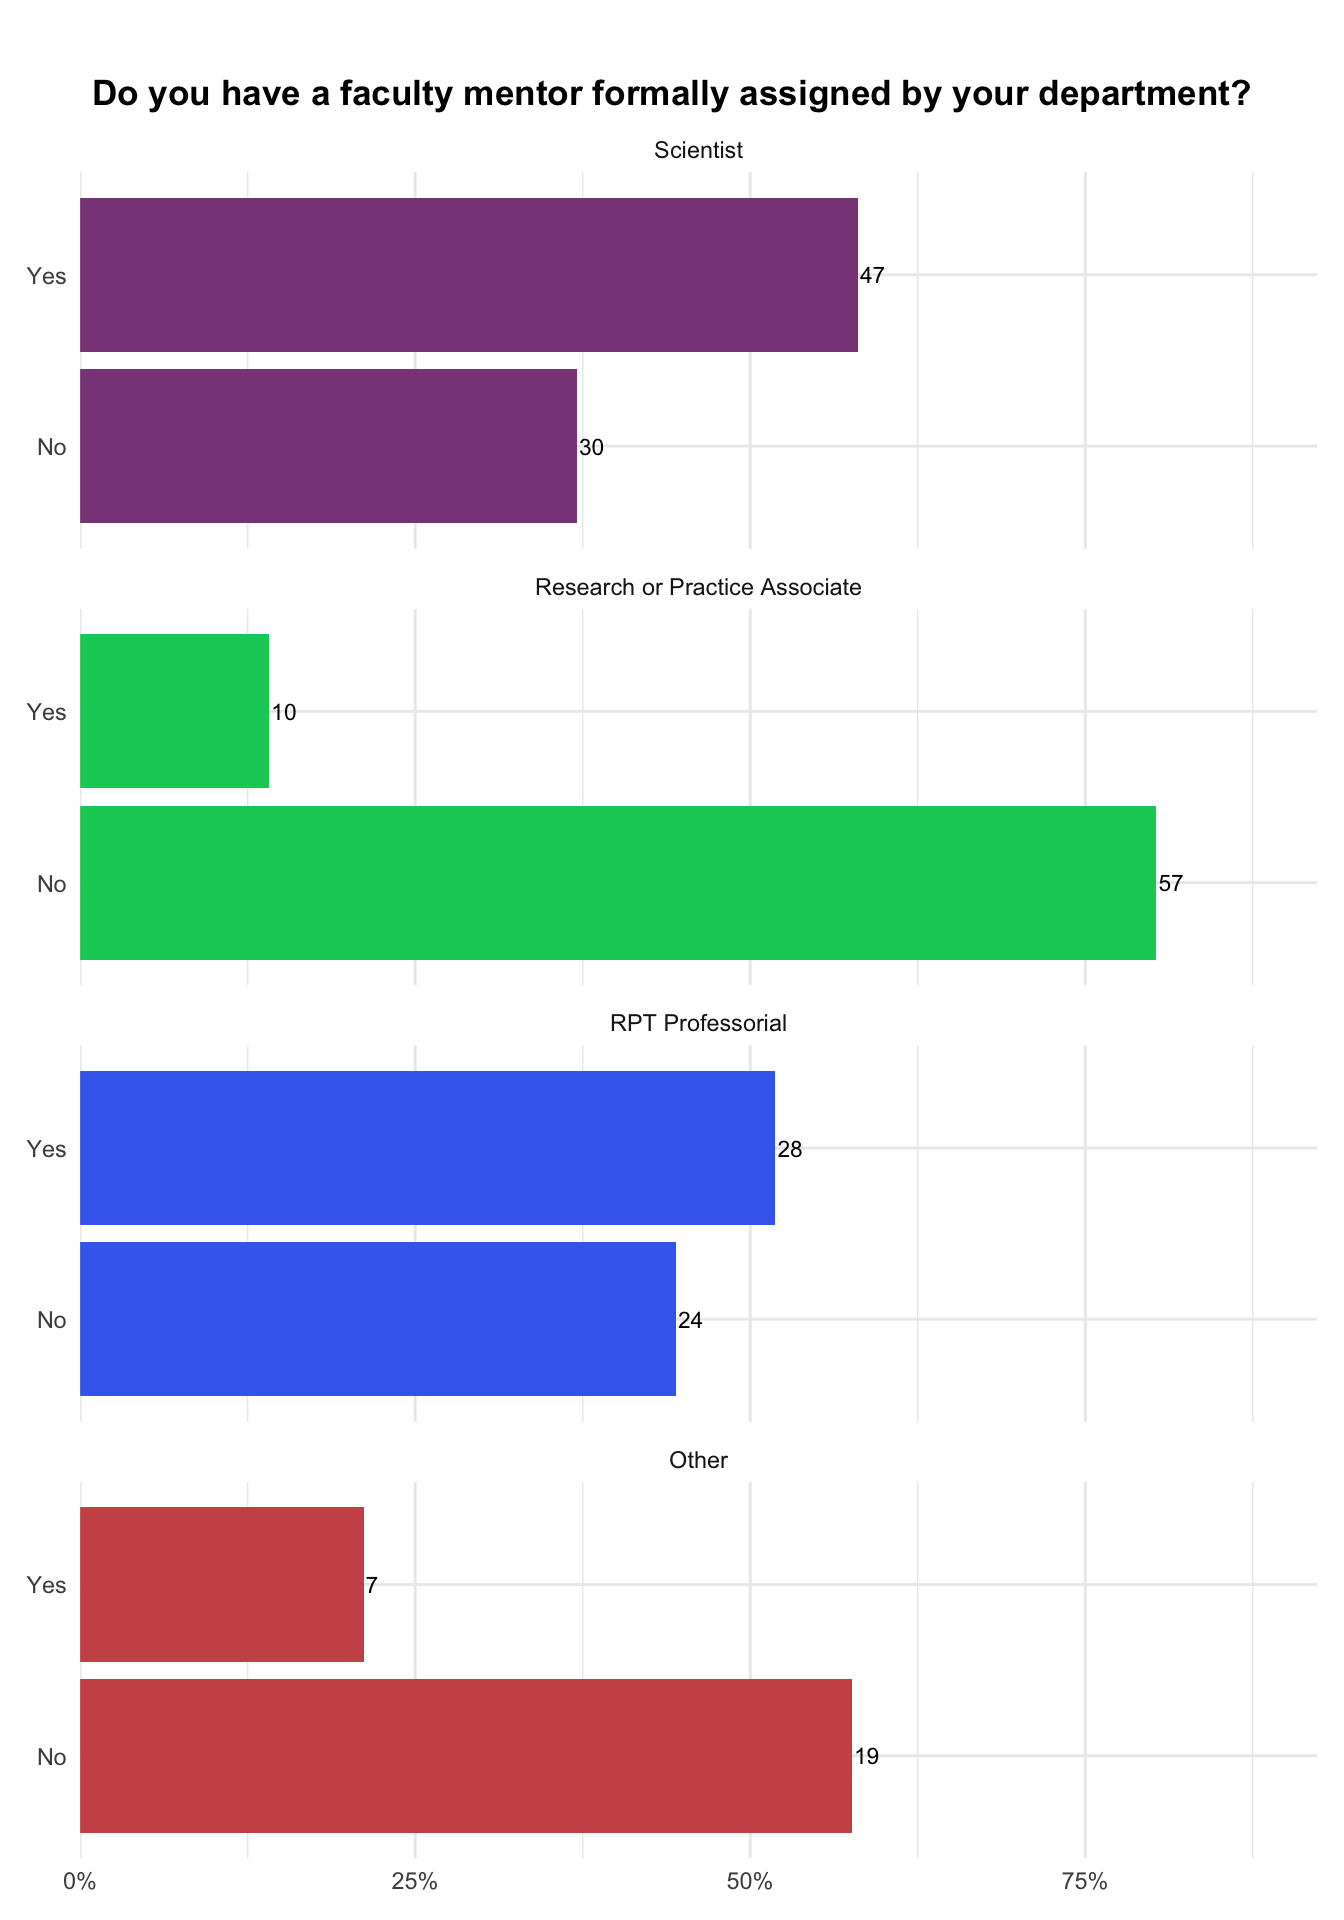 Do you have a faculty mentor formally assigned by your department?
Scientist
Yes
47
No
30
Research or Practice Associate
Yes
10
No
57
RPT Professorial
Yes
28
No
24
Other
Yes
7
No
19
0% 25% 50% 75%